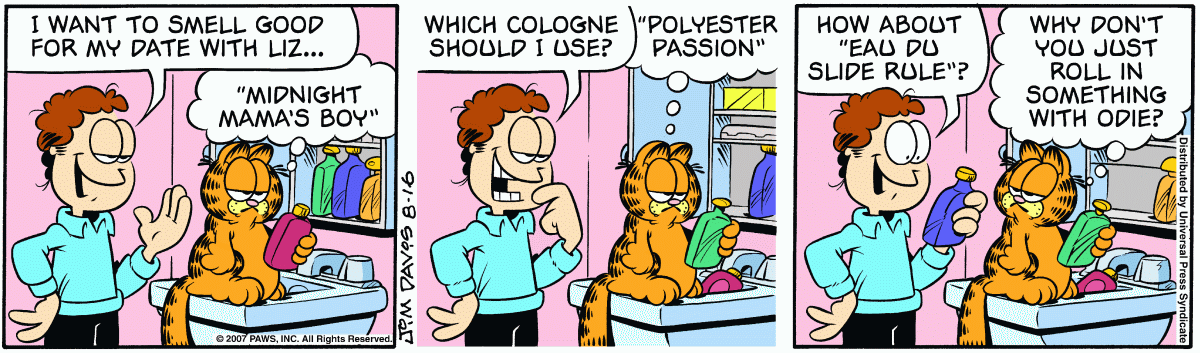 I WANT TO SMELL GOOD
FOR MY DATE WITH LIZ...
"MIDNIGHT
MAMA'S BOY"
© 2007 PAWS, INC. All Rights Reserved.
JIM DAVIS 8-16
WHICH COLOGNE
SHOULD I USE?
"POLYESTER
PASSION"
HOW ABOUT
"EAU DU
SLIDE RULE"?
WHY DON'T
YOU JUST
ROLL IN
SOMETHING
WITH ODIE?
Distributed by Universal Press Syndicate